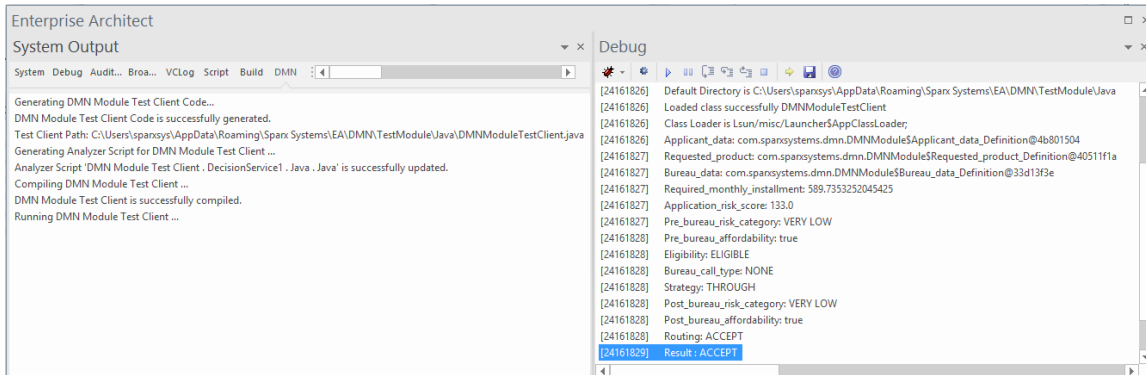 Enterprise Architect
System Output
System Debug Audit... Broa... VCLog Script Build DMN
Generating DMN Module Test Client Code...
DMN Module Test Client Code is successfully generated.
Test Client Path: C:\Users\sparxsys\AppData\Roaming\Sparx Systems\EA\DMN\TestModule\Java\DMNModuleTestClient.java
Generating Analyzer Script for DMN Module Test Client ...
Analyzer Script 'DMN Module Test Client . DecisionService1 . Java . Java' is successfully updated.
Compiling DMN Module Test Client ...
DMN Module Test Client is successfully compiled.
Running DMN Module Test Client ...
Debug
[24161826] Default Directory is C:\Users\sparxsys\AppData\Roaming\Sparx Systems\EA\DMN\TestModule\Java
[24161826] Loaded class successfully DMNModuleTestClient
[24161826] Class Loader is Lsun/misc/Launcher$AppClassLoader;
[24161826] Applicant_data: com.sparxsystems.dmn.DMNModule$Applicant_data_Definition@4b801504
[24161827] Requested_product: com.sparxsystems.dmn.DMNModule$Requested_product_Definition@40511f1a
[24161827] Bureau_data: com.sparxsystems.dmn.DMNModule$Bureau_data_Definition@33d13f3e
[24161827] Required_monthly_installment: 589.7353252045425
[24161827] Application_risk_score: 133.0
[24161827] Pre_bureau_risk_category: VERY LOW
[24161828] Pre_bureau_affordability: true
[24161828] Eligibility: ELIGIBLE
[24161828] Bureau_call_type: NONE
[24161828] Strategy: THROUGH
[24161828] Post_bureau_risk_category: VERY LOW
[24161828] Post_bureau_affordability: true
[24161828] Routing: ACCEPT
[24161829] Result : ACCEPT